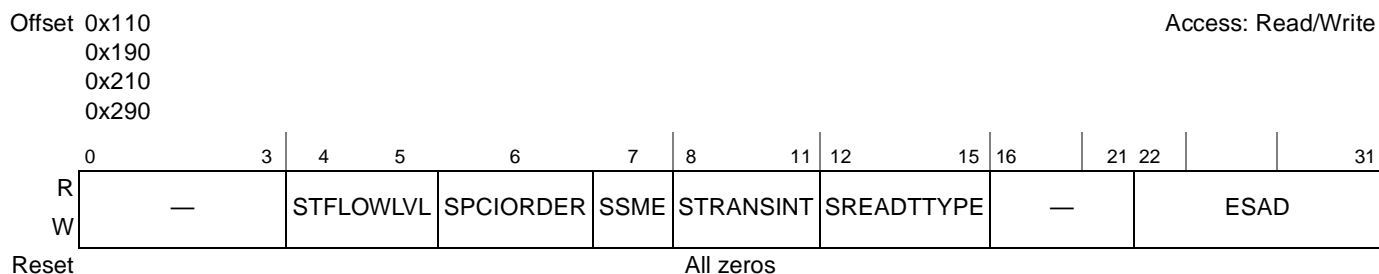 Offset 0x110 Access: Read/Write
0x190
0x210
0x290
0 3 4 5 6 7 8 11 12 15 16 21 22 31
R
— STFLOWLVL SPCIORDER SSME STRANSINT SREADTTYPE — ESAD
W
Reset All zeros